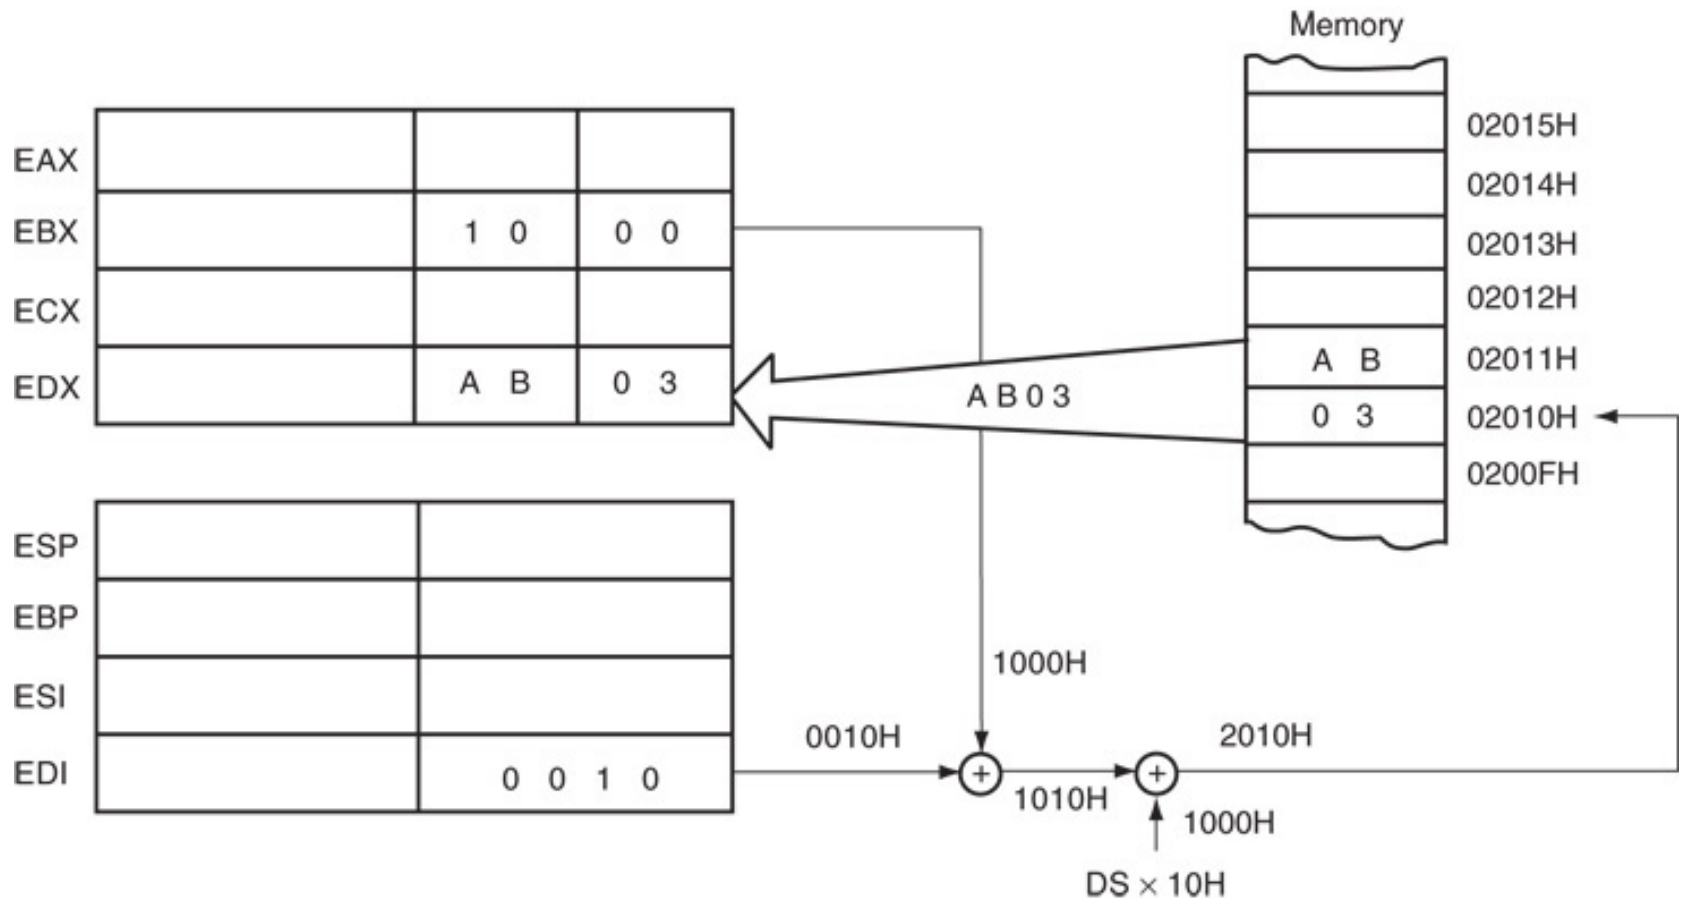 Memory
EAX
EBX 1 0 0 0
ECX
EDX A B 0 3
A B 0 3
02015H
02014H
02013H
02012H
A B 02011H
0 3 02010H
0200FH
ESP
EBP
ESI
EDI 0 0 1 0
1000H
0010H
+
1010H
+
2010H
1000H
DS × 10H